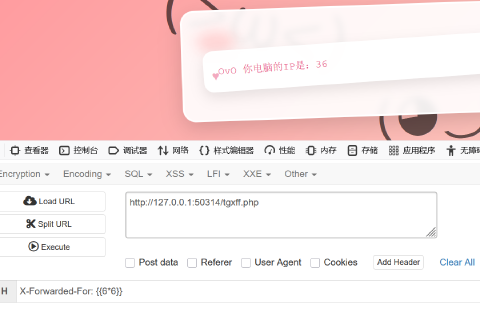 OvO 你电脑的IP是：36
查看器 控制台 调试器 网络 样式编辑器 性能 内存 存储 应用程序 无障
Encryption Encoding SQL XSS LFI XXE Other
Load URL
http://127.0.0.1:50314/tgxff.php
Split URL
Execute
Post data Referer User Agent Cookies Add Header Clear All
H X-Forwarded-For: {{6*6}}